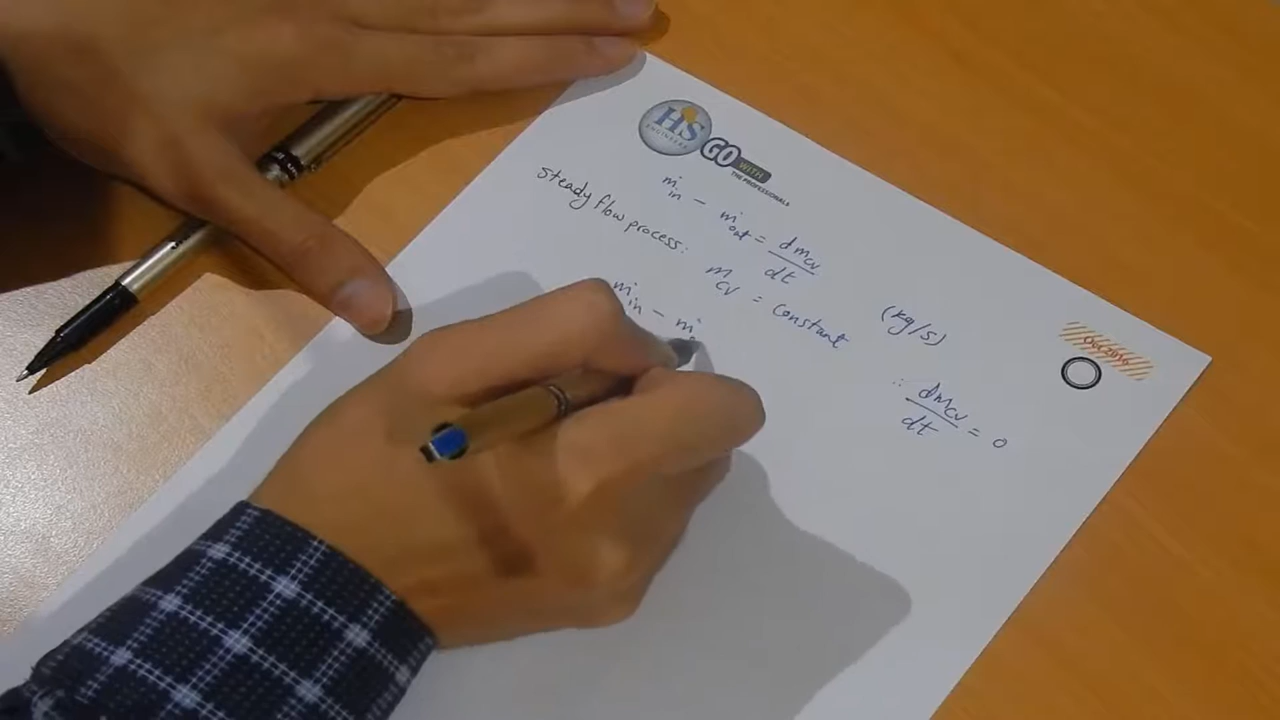 HS
ENGINEERS
GO
WITH
THE PROFESSIONALS
ṁin − ṁout = dmcv/dt (kg/s)
steady flow process: mcv = constant ∴ dmcv/dt = 0
ṁin − ṁ